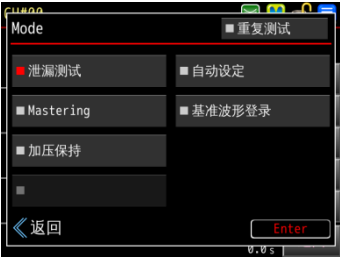 CH#00
Mode
重复测试
泄漏测试
自动设定
Mastering
基准波形登录
加压保持
返回
Enter
0.0 s